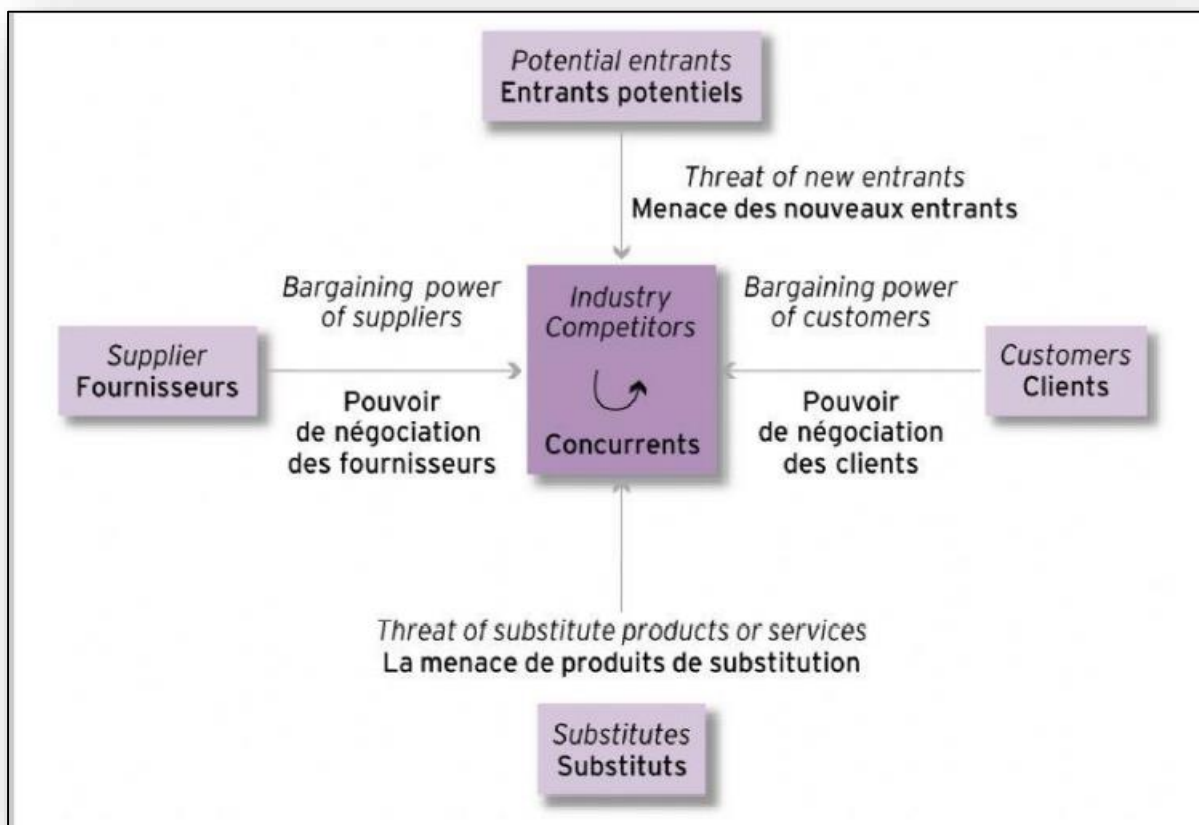 Potential entrants
Entrants potentiels
Threat of new entrants
Menace des nouveaux entrants
Bargaining power
of suppliers
Industry
Competitors
Bargaining power
of customers
Supplier
Fournisseurs
Customers
Clients
Pouvoir
de négociation
des fournisseurs
Concurrents
Pouvoir
de négociation
des clients
Threat of substitute products or services
La menace de produits de substitution
Substitutes
Substituts